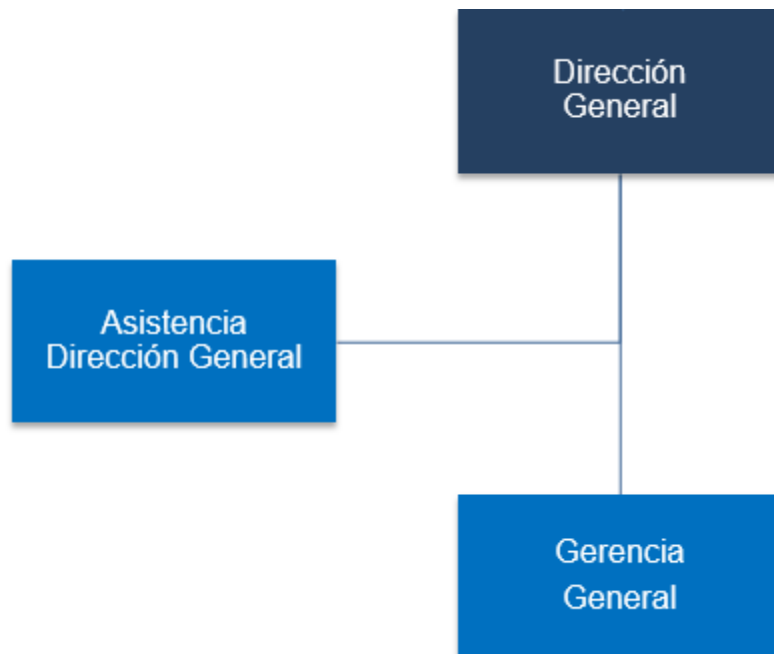 Dirección
General
Asistencia
Dirección General
Gerencia
General